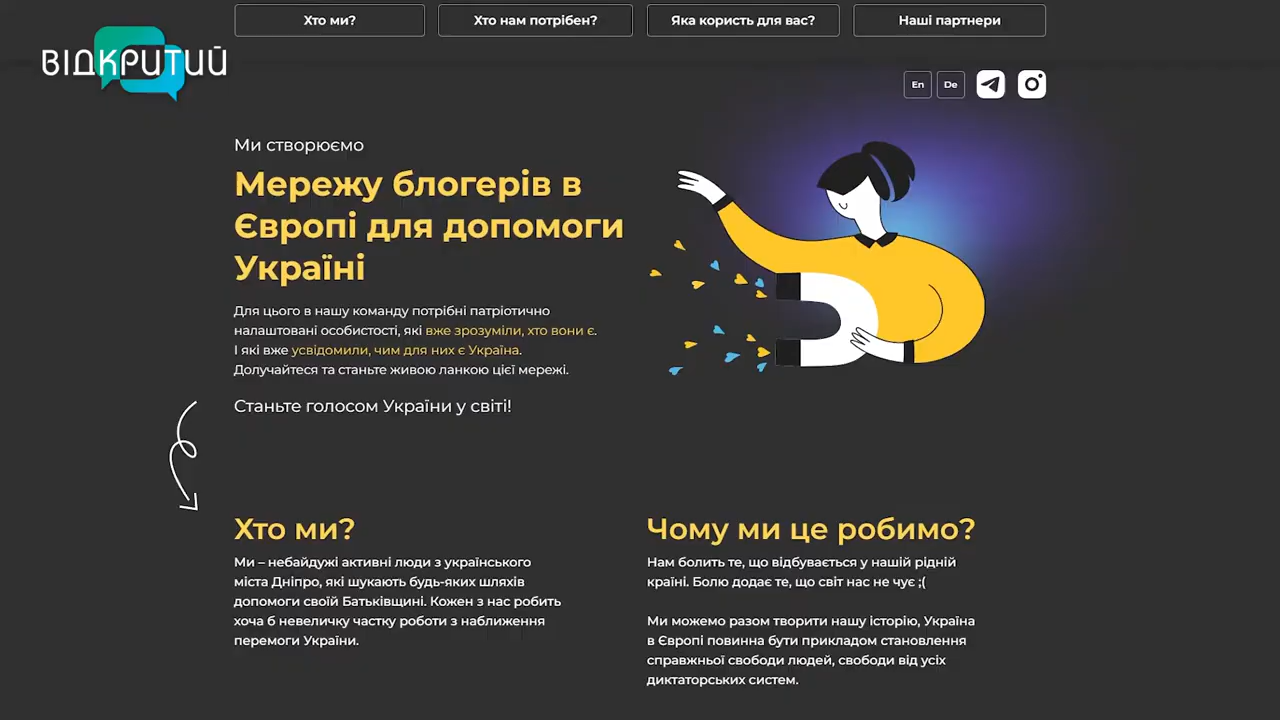 Хто ми?
Хто нам потрібен?
Яка користь для вас?
Наші партнери
ВІДКРИТИЙ
En
De
Ми створюємо
Мережу блогерів в
Європі для допомоги
Україні
Для цього в нашу команду потрібні патріотично
налаштовані особистості, які вже зрозуміли, хто вони є.
І які вже усвідомили, чим для них є Україна.
Долучайтеся та станьте живою ланкою цієї мережі.
Станьте голосом України у світі!
Хто ми?
Ми – небайдужі активні люди з українського
міста Дніпро, які шукають будь-яких шляхів
допомоги своїй Батьківщині. Кожен з нас робить
хоча б невеличку частку роботи з наближення
перемоги України.
Чому ми це робимо?
Нам болить те, що відбувається у нашій рідній
країні. Болю додає те, що світ нас не чує ;(
Ми можемо разом творити нашу історію, Україна
в Європі повинна бути прикладом становлення
справжньої свободи людей, свободи від усіх
диктаторських систем.